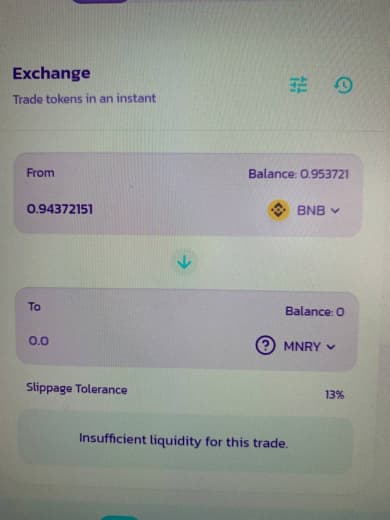 Exchange
Trade tokens in an instant
From
Balance: 0.953721
0.94372151
BNB
To
Balance: 0
0.0
MNRY
Slippage Tolerance
13%
Insufficient liquidity for this trade.